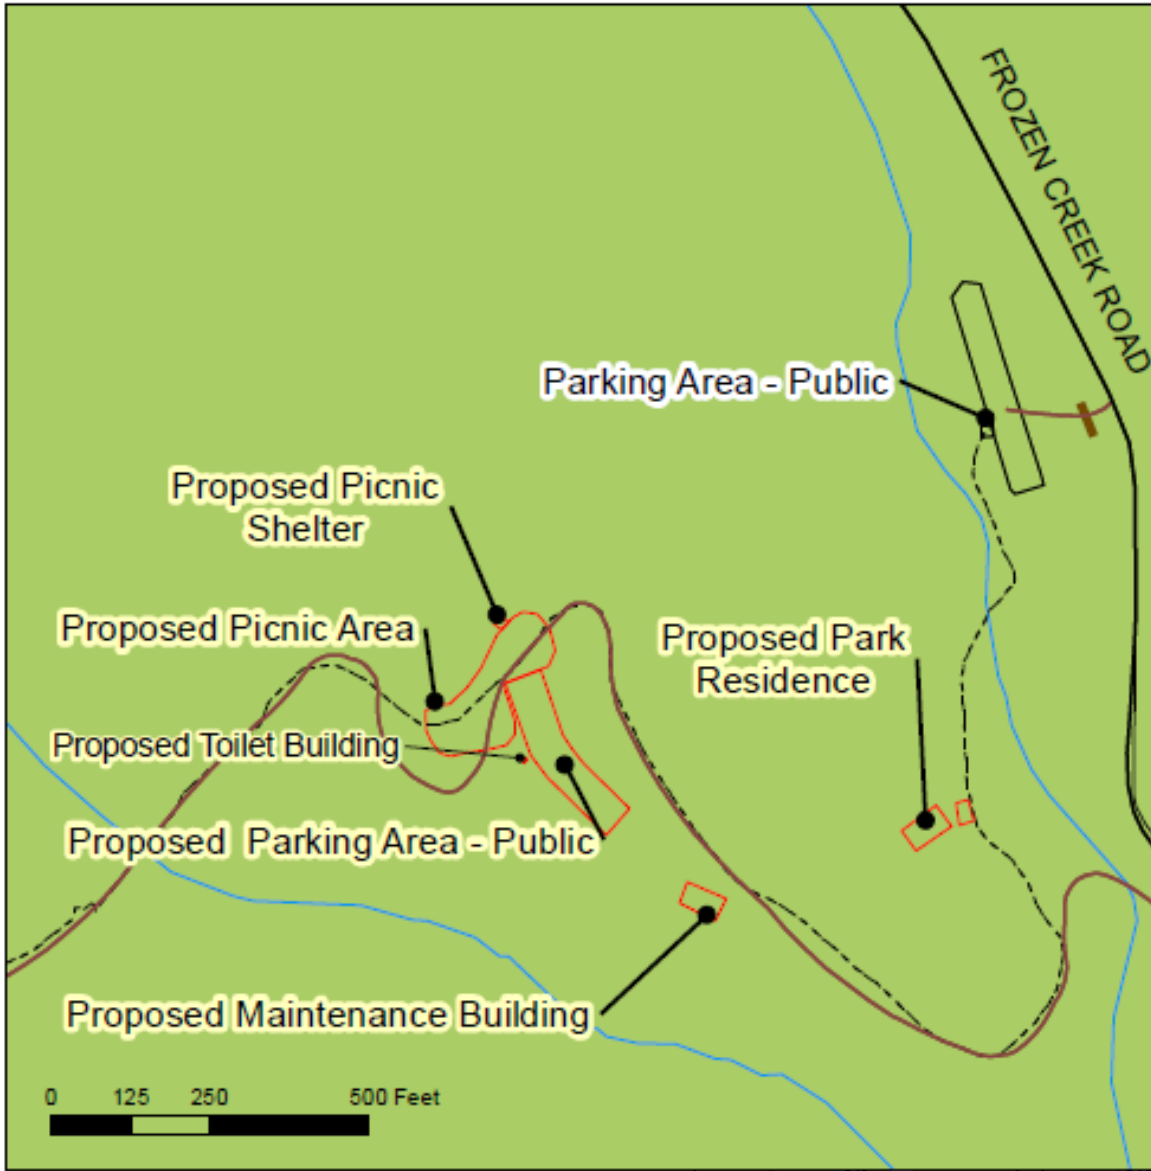 FROZEN CREEK ROAD
Parking Area - Public
Proposed Picnic
Shelter
Proposed Picnic Area
Proposed Park
Residence
Proposed Toilet Building
Proposed  Parking Area - Public
Proposed Maintenance Building
0 125 250 500 Feet